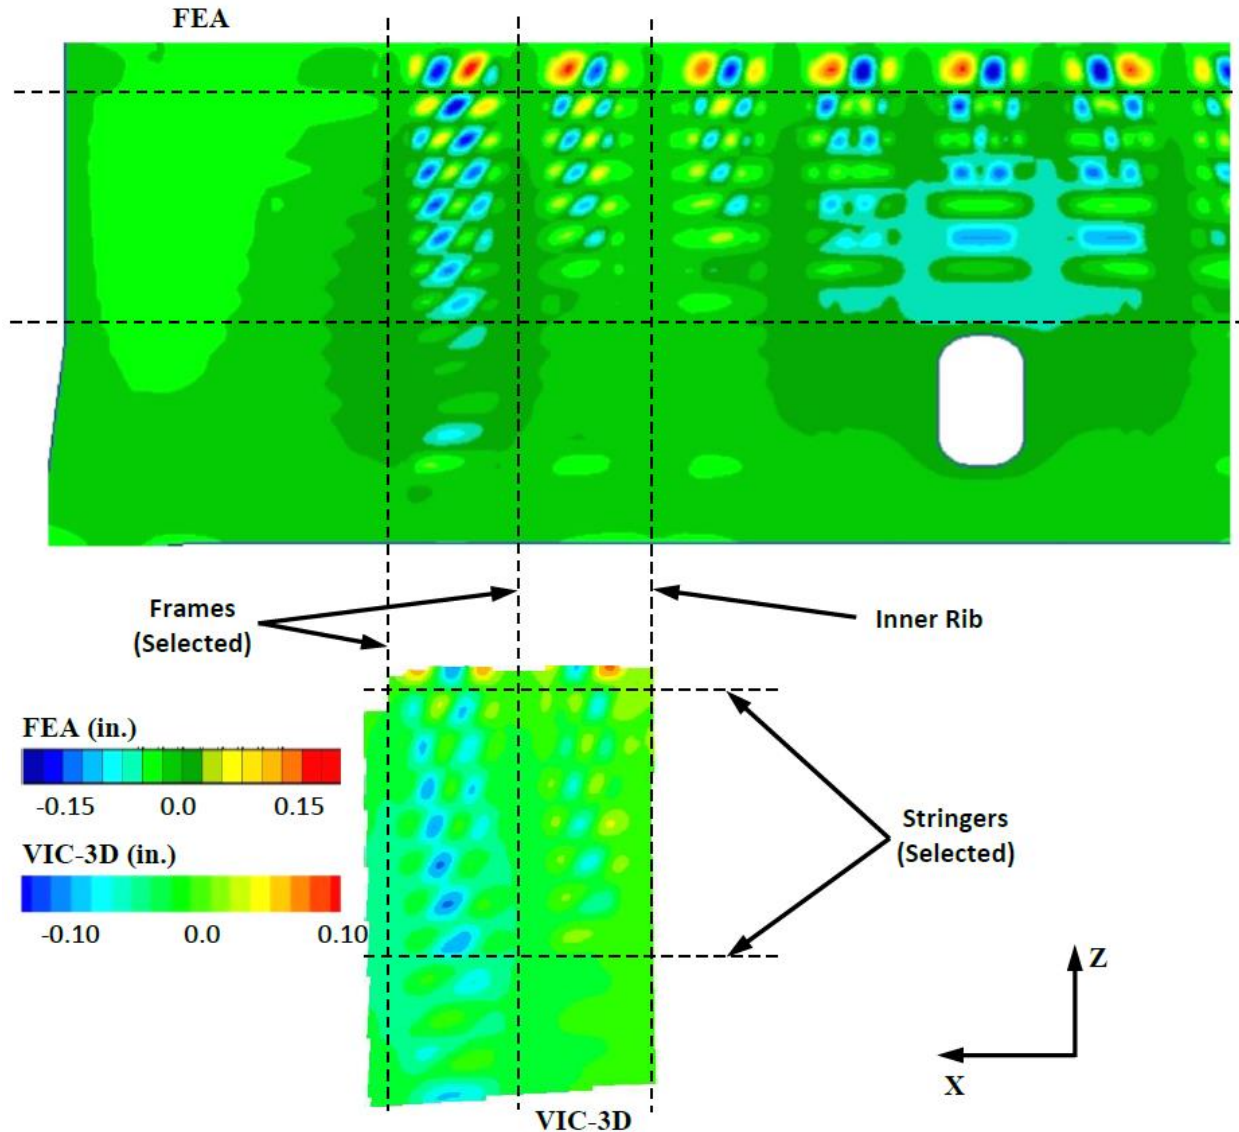 FEA
Frames
(Selected)
Inner Rib
FEA (in.)
-0.15 0.0 0.15
VIC-3D (in.)
-0.10 0.0 0.10
Stringers
(Selected)
Z
X
VIC-3D